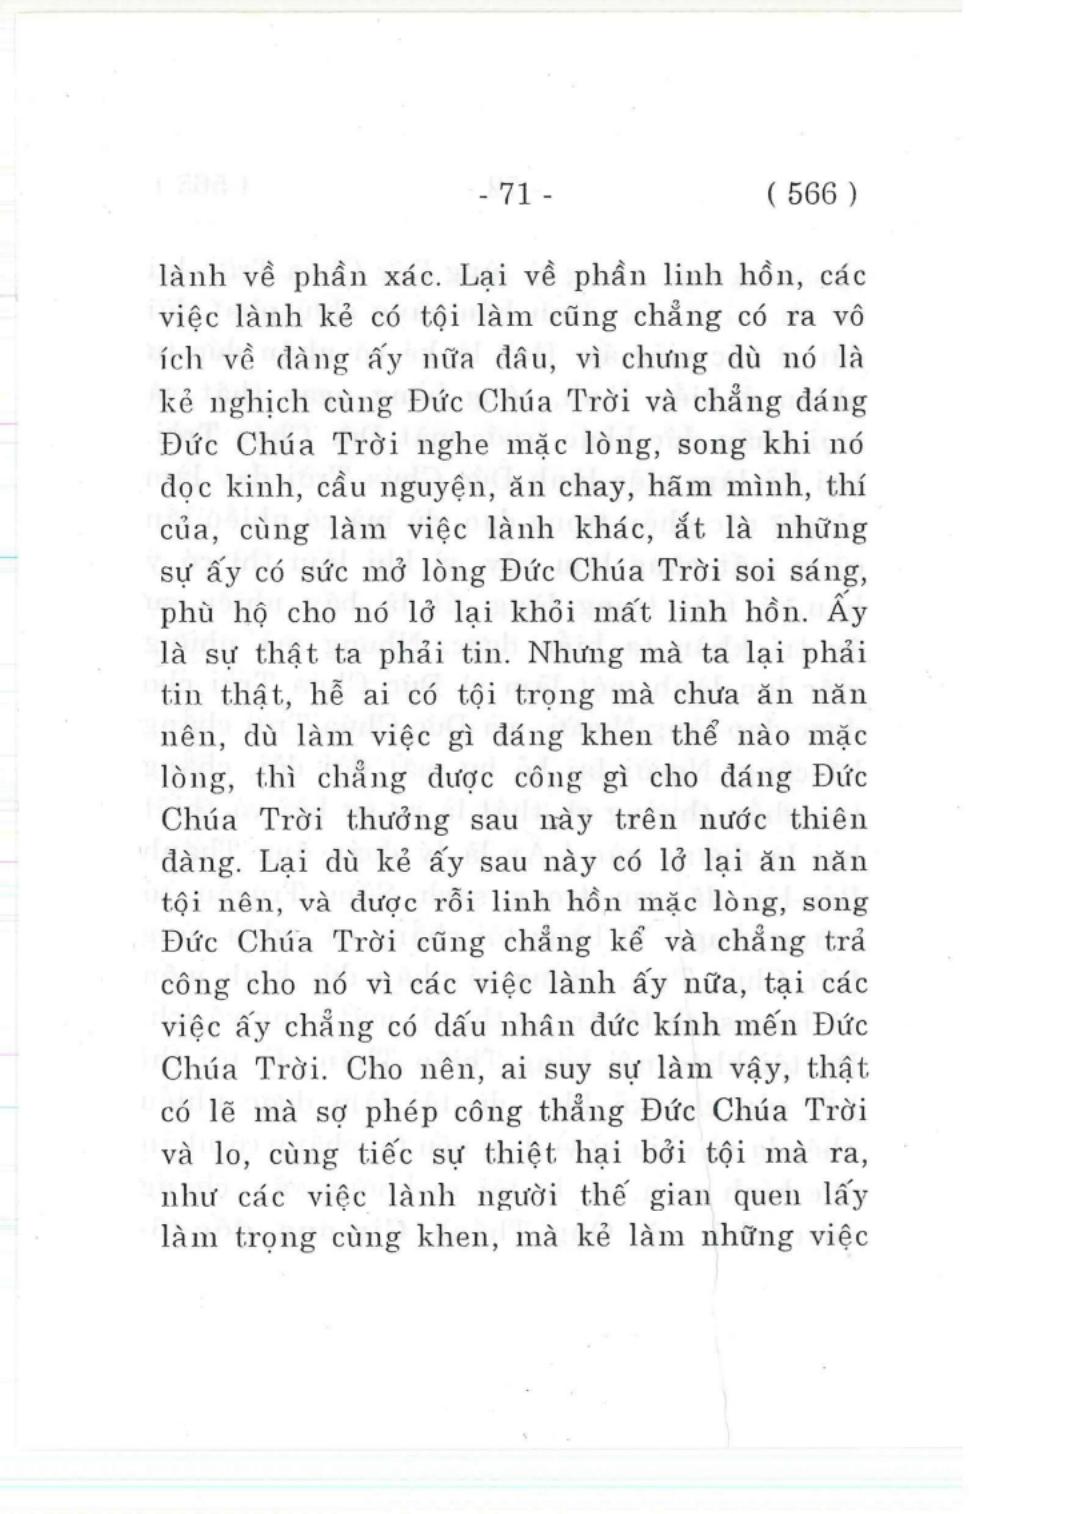 - 71 - ( 566 )
lành về phần xác. Lại về phần linh hồn, các
việc lành kẻ có tội làm cũng chẳng có ra vô
ích về đàng ấy nữa đâu, vì chưng dù nó là
kẻ nghịch cùng Đức Chúa Trời và chẳng đáng
Đức Chúa Trời nghe mặc lòng, song khi nó
đọc kinh, cầu nguyện, ăn chay, hãm mình, thí
của, cùng làm việc lành khác, ắt là những
sự ấy có sức mở lòng Đức Chúa Trời soi sáng,
phù hộ cho nó lở lại khỏi mất linh hồn. Ấy
là sự thật ta phải tin. Nhưng mà ta lại phải
tin thật, hễ ai có tội trọng mà chưa ăn năn
nên, dù làm việc gì đáng khen thể nào mặc
lòng, thì chẳng được công gì cho đáng Đức
Chúa Trời thưởng sau này trên nước thiên
đàng. Lại dù kẻ ấy sau này có lở lại ăn năn
tội nên, và được rỗi linh hồn mặc lòng, song
Đức Chúa Trời cũng chẳng kể và chẳng trả
công cho nó vì các việc lành ấy nữa, tại các
việc ấy chẳng có dấu nhân đức kính mến Đức
Chúa Trời. Cho nên, ai suy sự làm vậy, thật
có lẽ mà sợ phép công thẳng Đức Chúa Trời
và lo, cùng tiếc sự thiệt hại bởi tội mà ra,
như các việc lành người thế gian quen lấy
làm trọng cùng khen, mà kẻ làm những việc